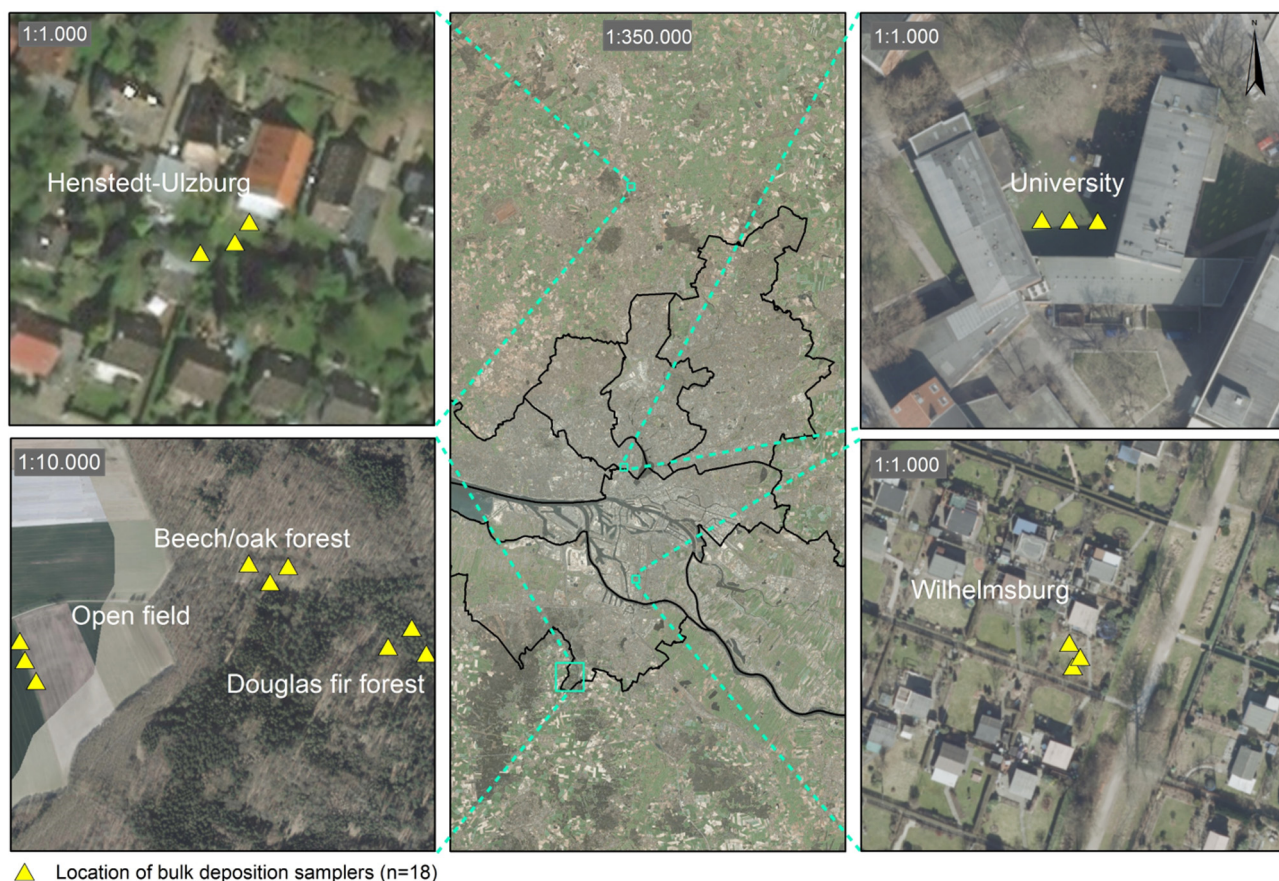 1:1.000
1:350.000
1:1.000
N
Henstedt-Ulzburg
University
1:10.000
1:1.000
Beech/oak forest
Open field
Douglas fir forest
Wilhelmsburg
Location of bulk deposition samplers (n=18)